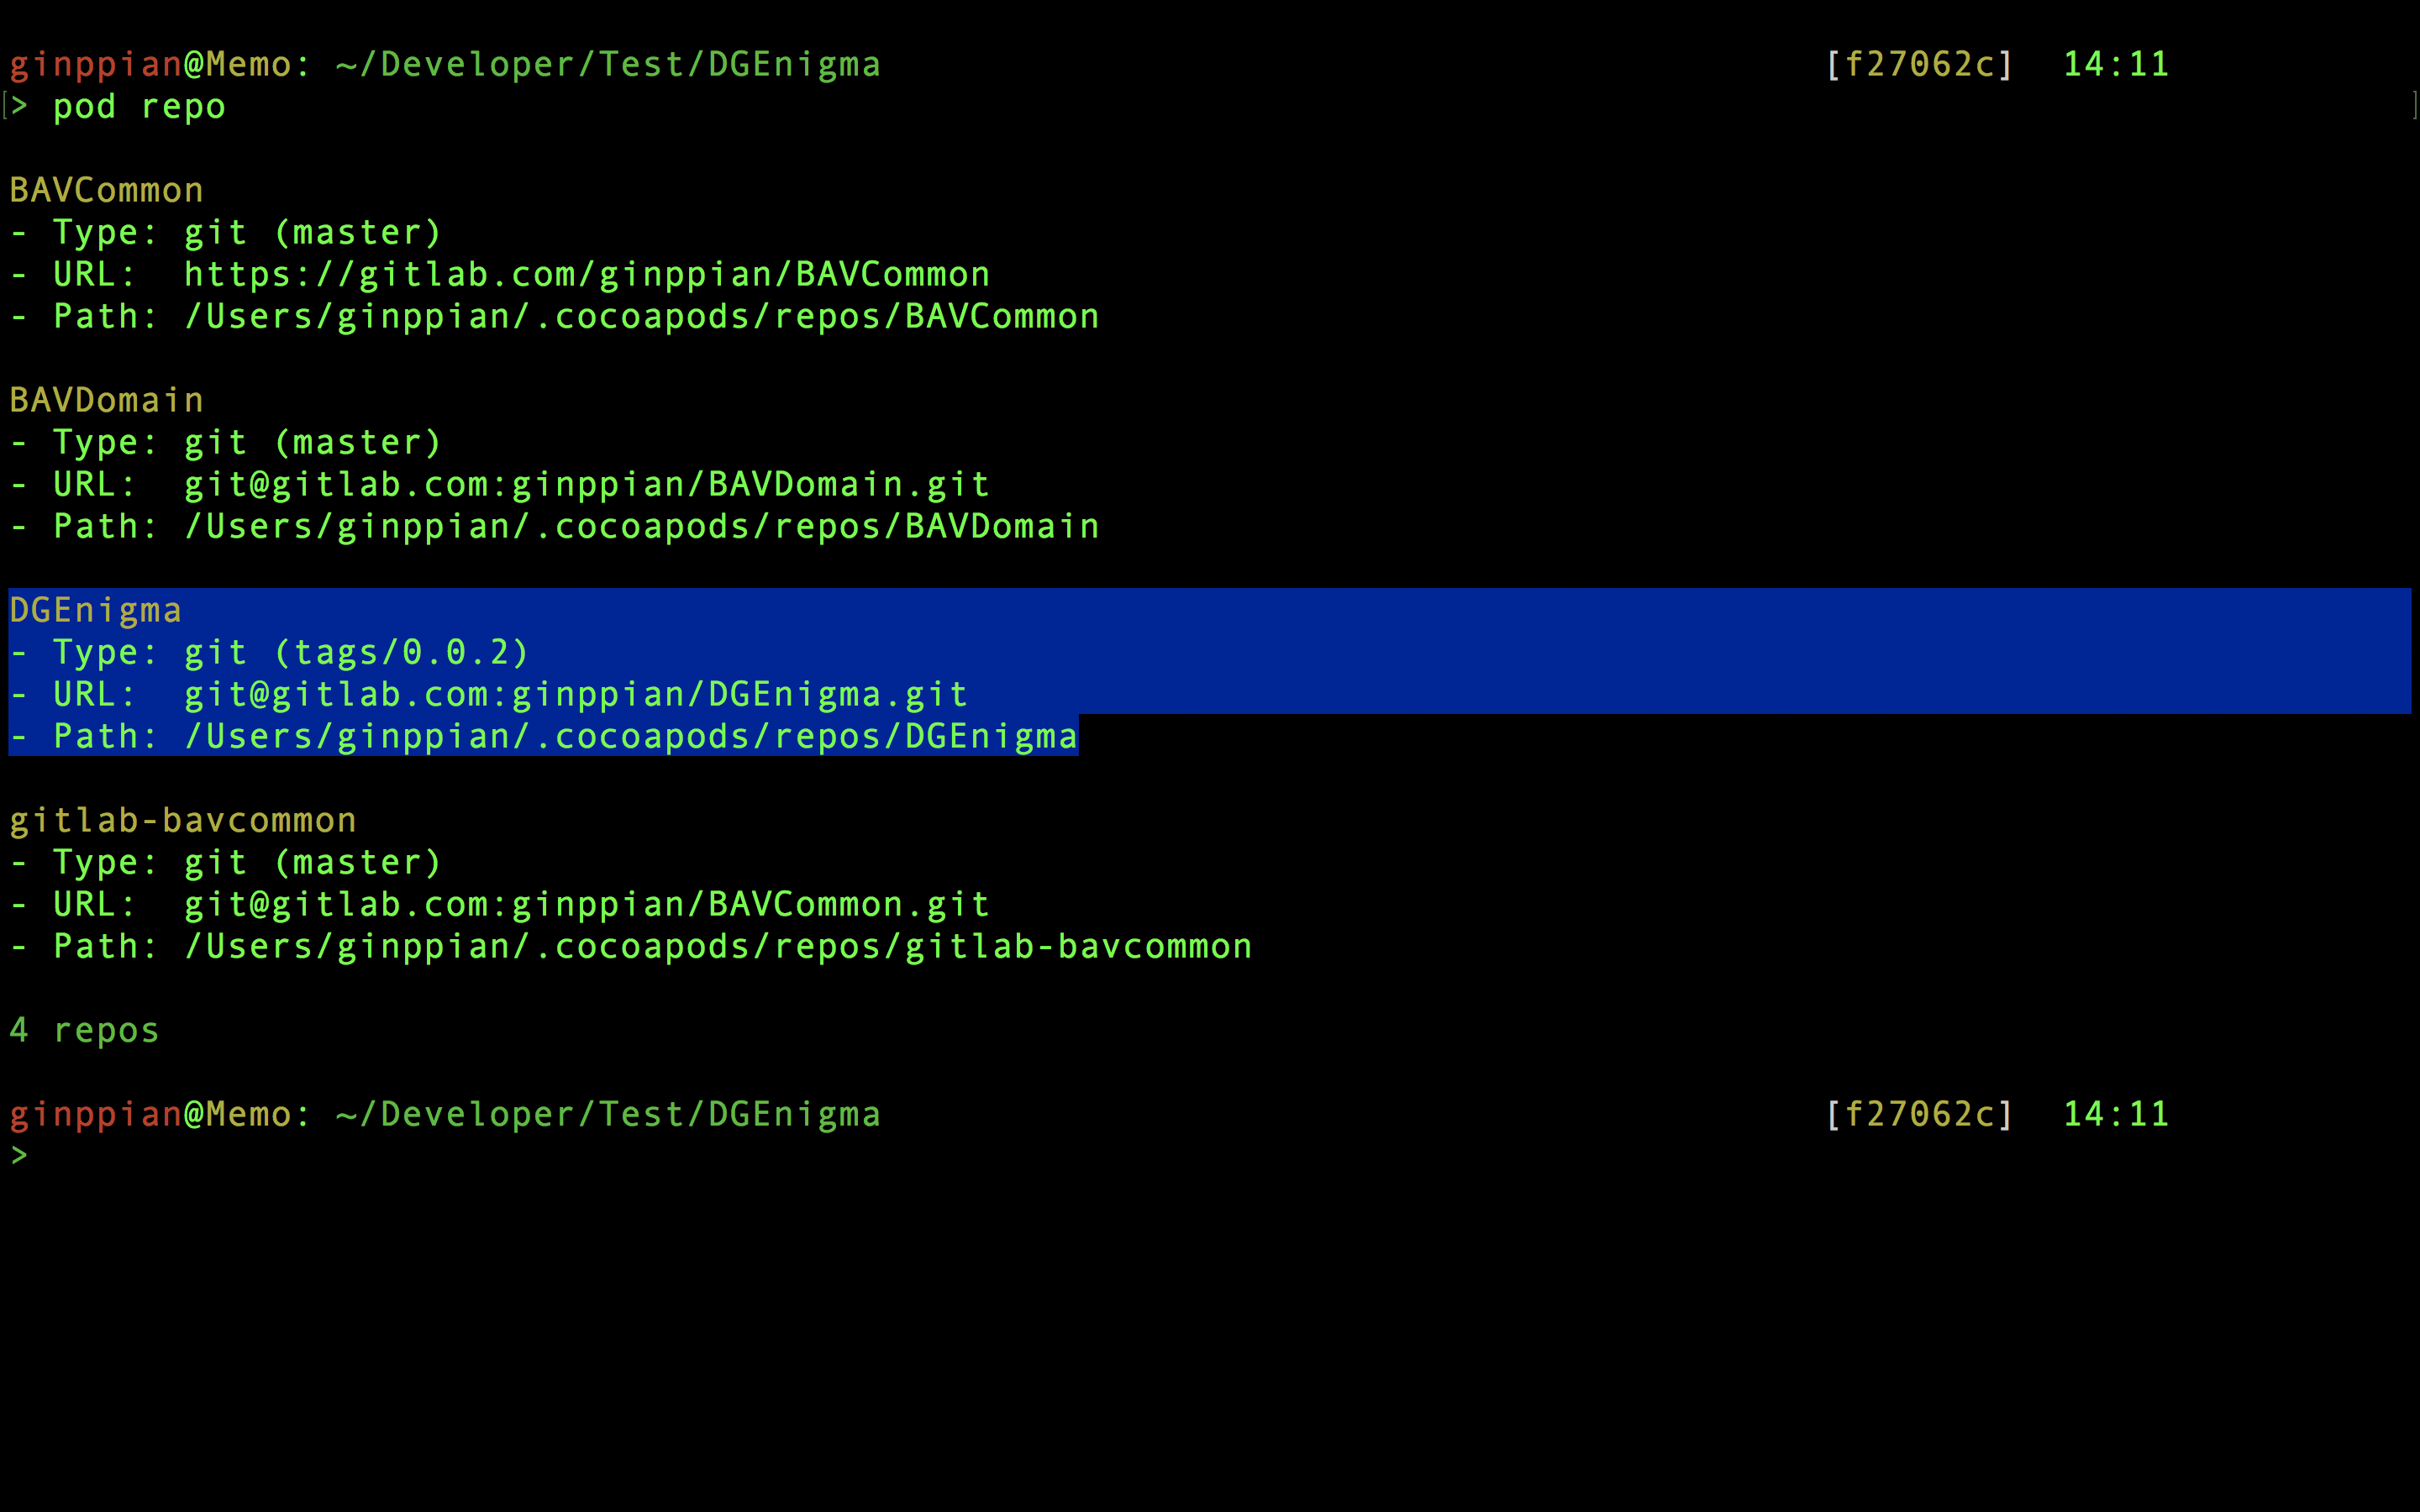 ginppian@Memo: ~/Developer/Test/DGEnigma [f27062c] 14:11
[> pod repo ]
BAVCommon
- Type: git (master)
- URL:  https://gitlab.com/ginppian/BAVCommon
- Path: /Users/ginppian/.cocoapods/repos/BAVCommon
BAVDomain
- Type: git (master)
- URL:  git@gitlab.com:ginppian/BAVDomain.git
- Path: /Users/ginppian/.cocoapods/repos/BAVDomain
DGEnigma
- Type: git (tags/0.0.2)
- URL:  git@gitlab.com:ginppian/DGEnigma.git
- Path: /Users/ginppian/.cocoapods/repos/DGEnigma
gitlab-bavcommon
- Type: git (master)
- URL:  git@gitlab.com:ginppian/BAVCommon.git
- Path: /Users/ginppian/.cocoapods/repos/gitlab-bavcommon
4 repos
ginppian@Memo: ~/Developer/Test/DGEnigma [f27062c] 14:11
>